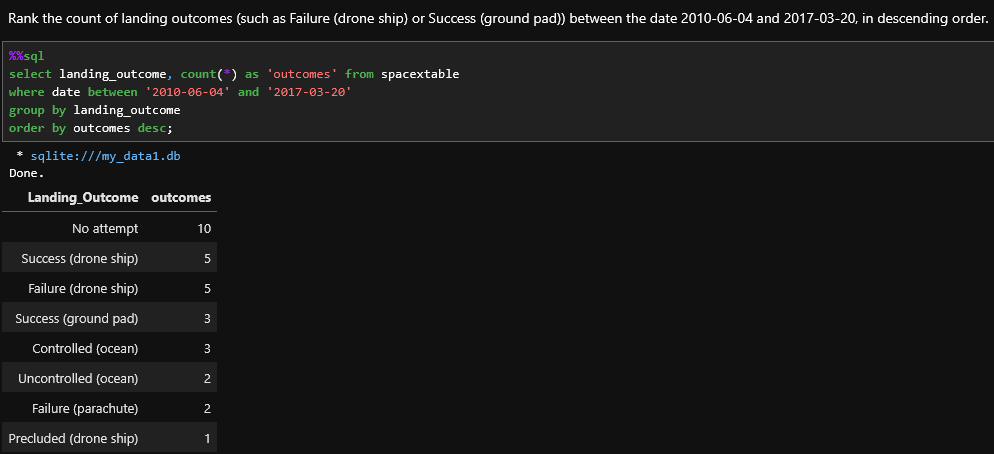 Rank the count of landing outcomes (such as Failure (drone ship) or Success (ground pad)) between the date 2010-06-04 and 2017-03-20, in descending order.
%%sql
select landing_outcome, count(*) as 'outcomes' from spacextable
where date between '2010-06-04' and '2017-03-20'
group by landing_outcome
order by outcomes desc;
* sqlite:///my_data1.db
Done.
Landing_Outcome outcomes
No attempt 10
Success (drone ship) 5
Failure (drone ship) 5
Success (ground pad) 3
Controlled (ocean) 3
Uncontrolled (ocean) 2
Failure (parachute) 2
Precluded (drone ship) 1